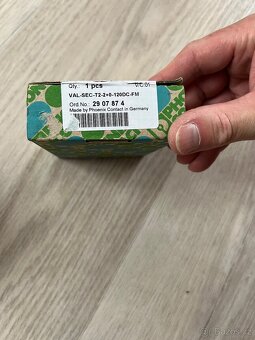 Qty.: 1 pcs V/C:01
VAL-SEC-T2-2+0-120DC-FM
Ord.No.: 29 07 87 4
Made by Phoenix Contact in Germany